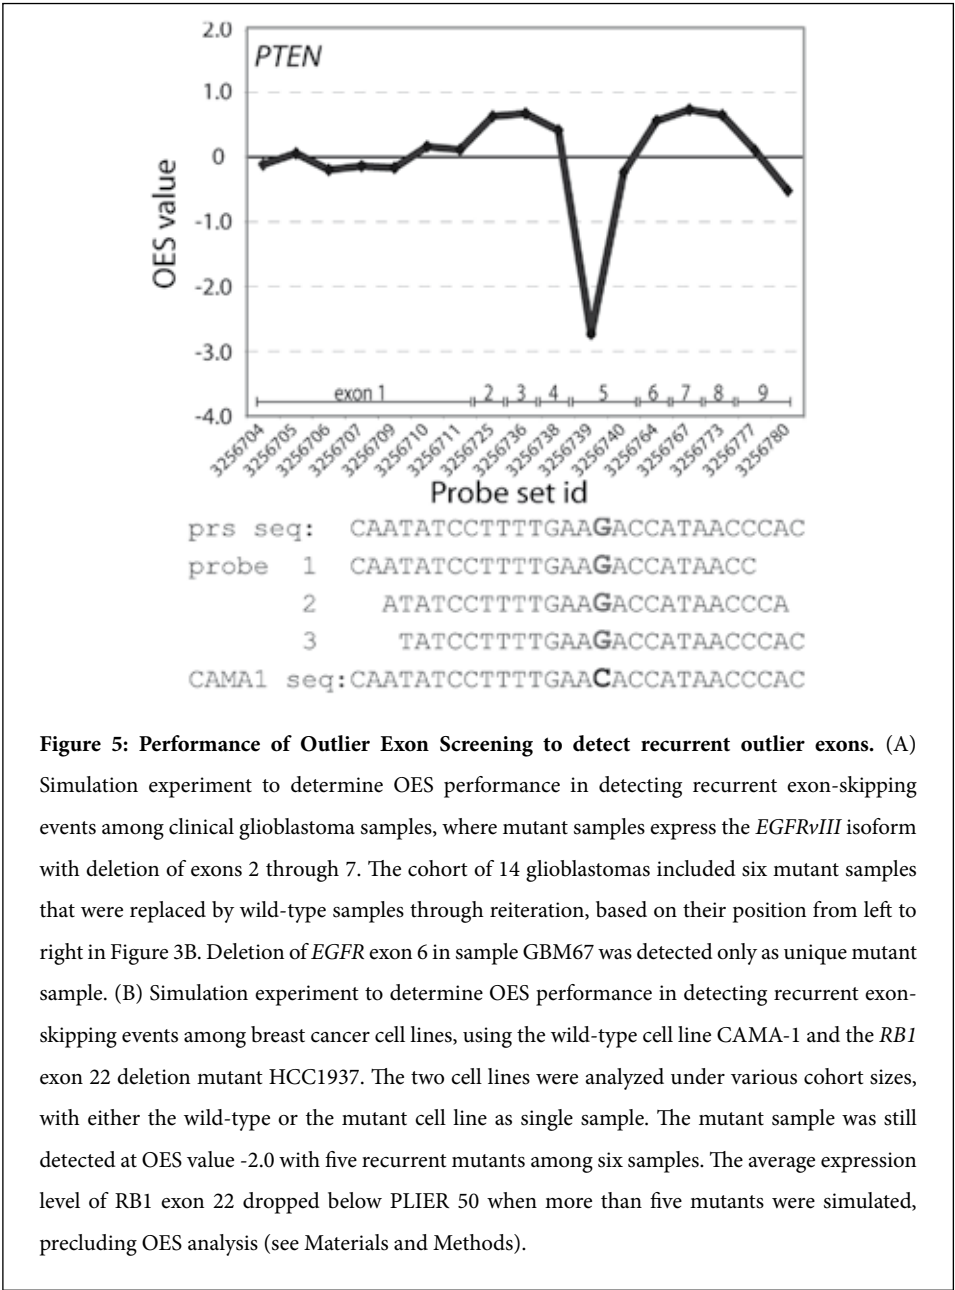 2.0
PTEN
1.0
0
-1.0
-2.0
-3.0
-4.0
OES value
exon 1 2 3 4 5 6 7 8 9
3256704 3256705 3256706 3256707 3256709 3256710 3256711 3256725 3256736 3256738 3256739 3256740 3256764 3256767 3256773 3256777 3256780
Probe set id
prs seq: CAATATCCTTTTGAAGACCATAACCCAC
probe 1 CAATATCCTTTTGAAGACCATAACC
2 ATATCCTTTTGAAGACCATAACCCA
3 TATCCTTTTGAAGACCATAACCCAC
CAMA1 seq:CAATATCCTTTTGAACACCATAACCCAC
Figure 5: Performance of Outlier Exon Screening to detect recurrent outlier exons. (A)
Simulation experiment to determine OES performance in detecting recurrent exon-skipping
events among clinical glioblastoma samples, where mutant samples express the EGFRvIII isoform
with deletion of exons 2 through 7. The cohort of 14 glioblastomas included six mutant samples
that were replaced by wild-type samples through reiteration, based on their position from left to
right in Figure 3B. Deletion of EGFR exon 6 in sample GBM67 was detected only as unique mutant
sample. (B) Simulation experiment to determine OES performance in detecting recurrent exon-
skipping events among breast cancer cell lines, using the wild-type cell line CAMA-1 and the RB1
exon 22 deletion mutant HCC1937. The two cell lines were analyzed under various cohort sizes,
with either the wild-type or the mutant cell line as single sample. The mutant sample was still
detected at OES value -2.0 with five recurrent mutants among six samples. The average expression
level of RB1 exon 22 dropped below PLIER 50 when more than five mutants were simulated,
precluding OES analysis (see Materials and Methods).